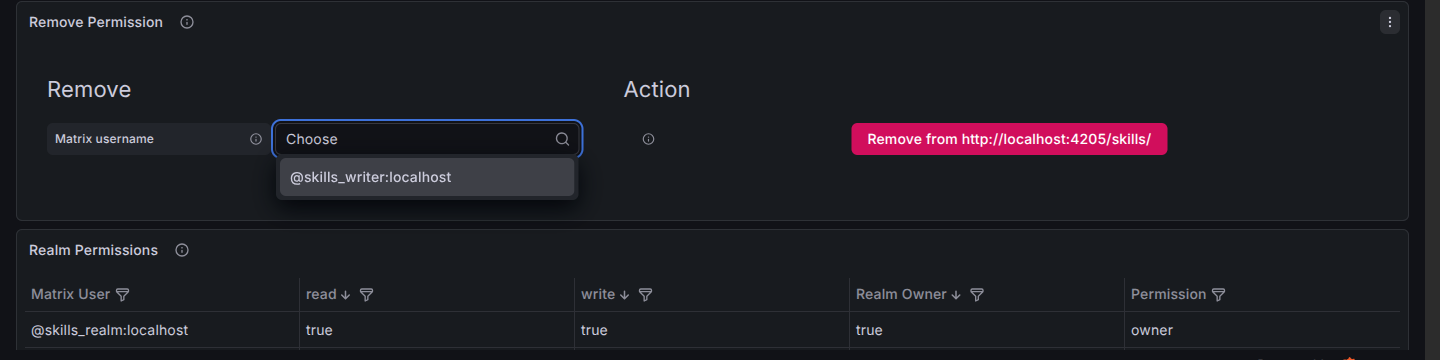 Remove Permission
Remove
Action
Matrix username
Choose
Remove from http://localhost:4205/skills/
@skills_writer:localhost
Realm Permissions
Matrix User read write Realm Owner Permission
@skills_realm:localhost true true true owner